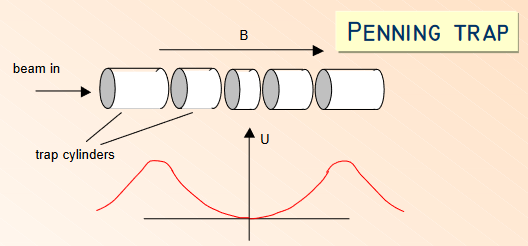 B
PENNING TRAP
beam in
trap cylinders
U